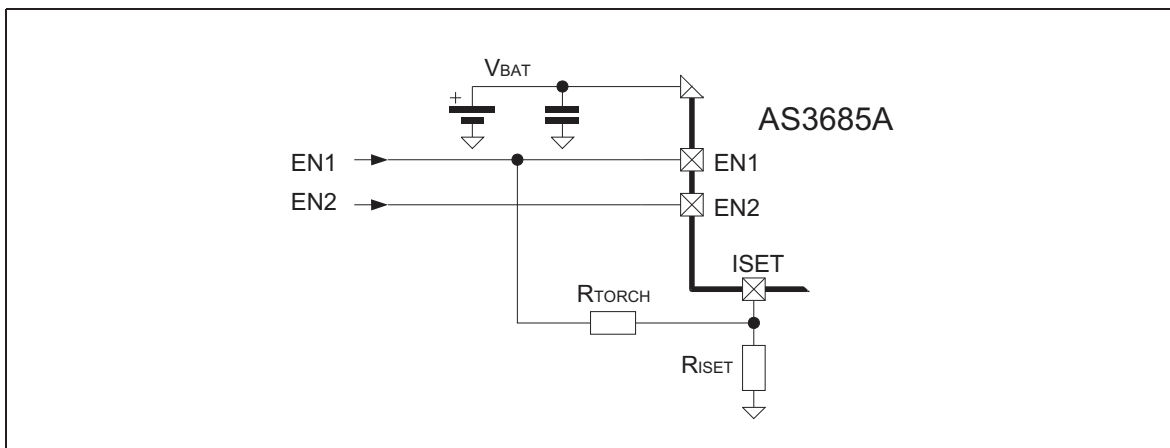 VBAT
+
AS3685A
EN1
EN1
EN2
EN2
ISET
RTORCH
RISET